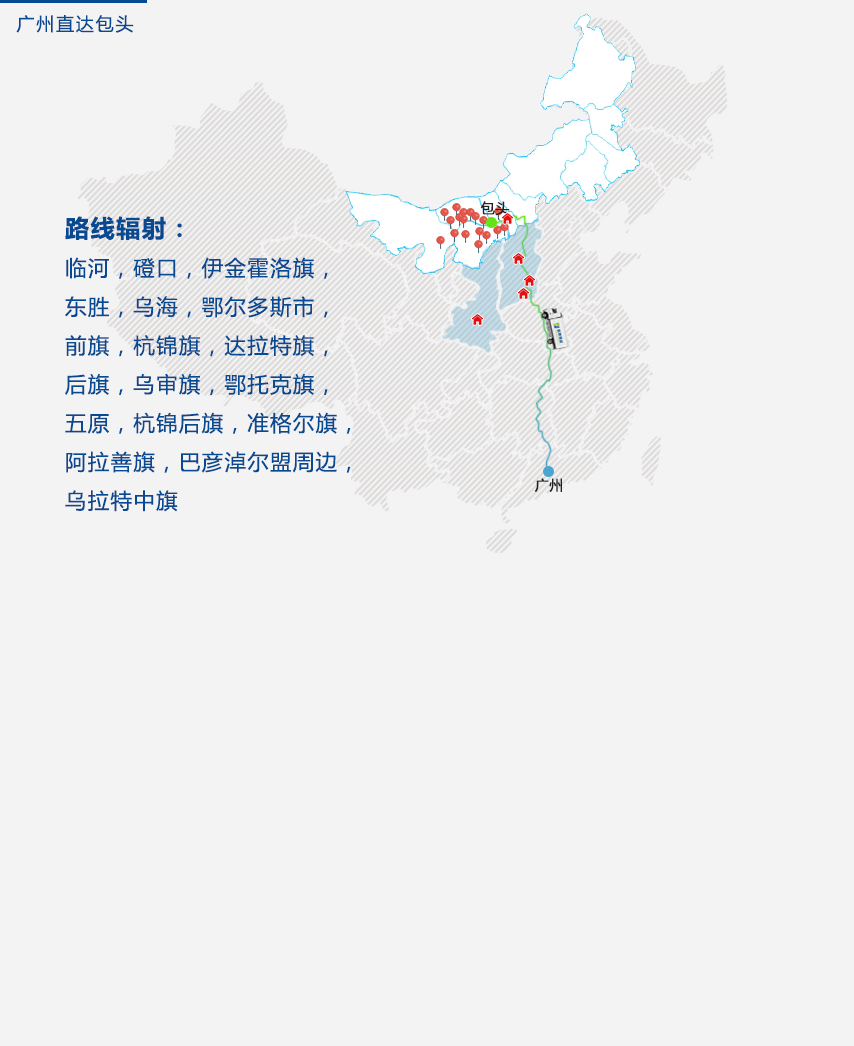 广州直达包头
包头
路线辐射：
临河，磴口，伊金霍洛旗，
东胜，乌海，鄂尔多斯市，
前旗，杭锦旗，达拉特旗，
后旗，乌审旗，鄂托克旗，
五原，杭锦后旗，准格尔旗，
阿拉善旗，巴彦淖尔盟周边，
乌拉特中旗
广州